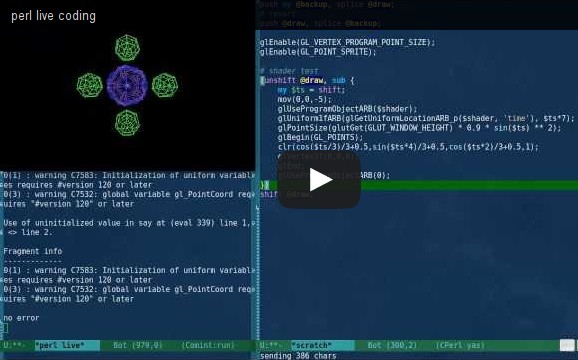 perl live coding
push my @backup, splice @draw;
# revert
push @draw, splice @backup;
glEnable(GL_VERTEX_PROGRAM_POINT_SIZE);
glEnable(GL_POINT_SPRITE);
# shader test
unshift @draw, sub {
my $ts = shift;
mov(0,0,-5);
glUseProgramObjectARB($shader);
glUniform1fARB(glGetUniformLocationARB_p($shader, 'time'), $ts*7);
glPointSize(glutGet(GLUT_WINDOW_HEIGHT) * 0.9 * sin($ts) ** 2);
glBegin(GL_POINTS);
clr(cos($ts/3)/3+0.5,sin($ts*4)/3+0.5,cos($ts*2)/3+0.5,1);
(0);
}
shift @draw;
0(1) : warning C7583: Initialization of uniform variabl
es requires #version 120 or later
0(3) : warning C7532: global variable gl_PointCoord req
uires "#version 120" or later
Use of uninitialized value in say at (eval 339) line 1,
<> line 2.
Fragment info
-------------
0(1) : warning C7583: Initialization of uniform variabl
es requires #version 120 or later
0(3) : warning C7532: global variable gl_PointCoord req
uires "#version 120" or later
no error
U:**- *perl live* Bot (979,0) (Comint:run)
U:**- *scratch* Bot (300,2) (CPerl yas)
sending 386 chars